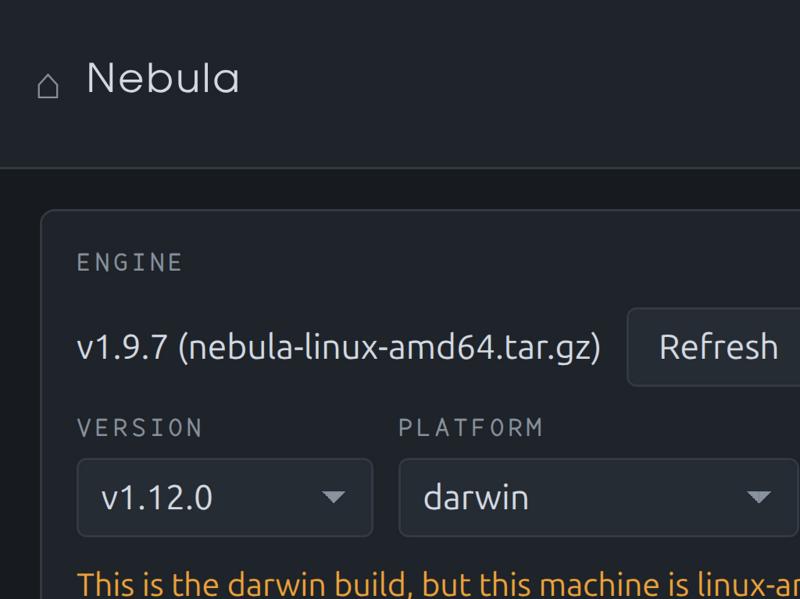 Nebula
ENGINE
v1.9.7 (nebula-linux-amd64.tar.gz) Refresh
VERSION PLATFORM
v1.12.0 darwin
This is the darwin build, but this machine is